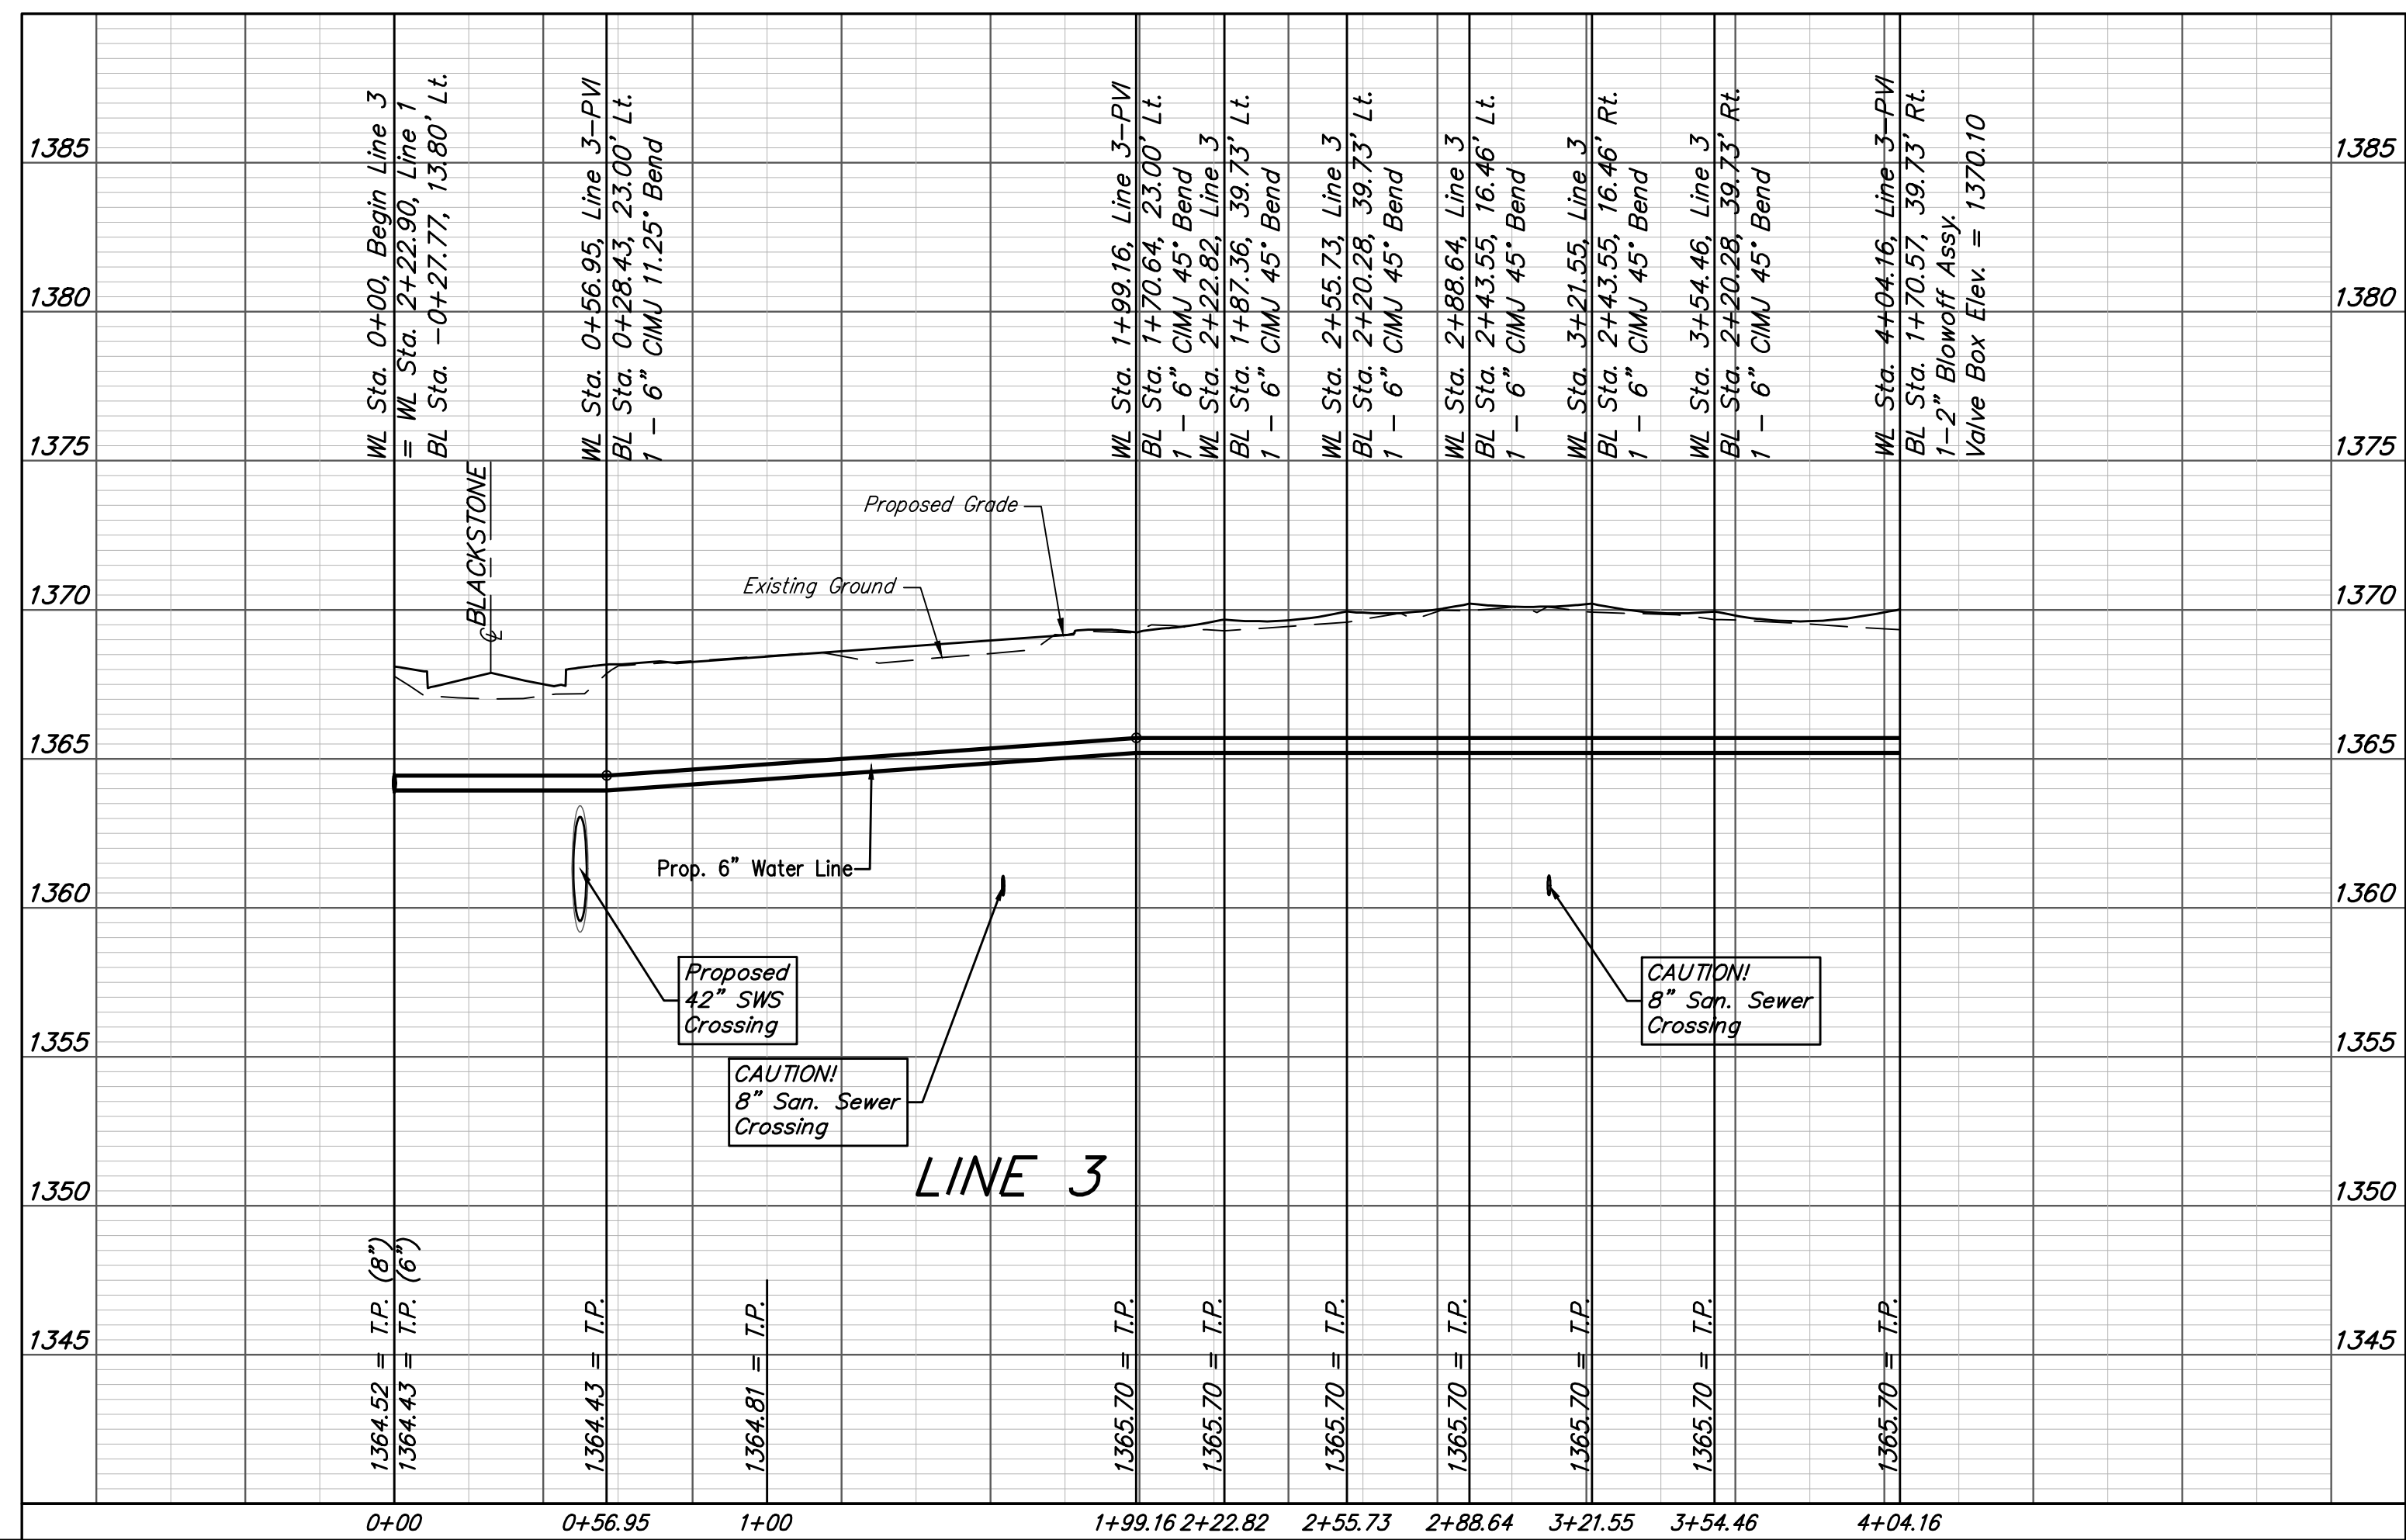 WL Sta. 0+00, Begin Line 3
= WL Sta. 2+22.90, Line 1
BL Sta. -0+27.77, 13.80' Lt.
WL Sta. 0+56.95, Line 3-PVI
BL Sta. 0+28.43, 23.00' Lt.
1 - 6" CIMJ 11.25° Bend
WL Sta. 1+99.16, Line 3-PVI
BL Sta. 1+70.64, 23.00' Lt.
1 - 6" CIMJ 45° Bend
WL Sta. 2+22.82, Line 3
BL Sta. 1+87.36, 39.73' Lt.
1 - 6" CIMJ 45° Bend
WL Sta. 2+55.73, Line 3
BL Sta. 2+20.28, 39.73' Lt.
1 - 6" CIMJ 45° Bend
WL Sta. 2+88.64, Line 3
BL Sta. 2+43.55, 16.46' Lt.
1 - 6" CIMJ 45° Bend
WL Sta. 3+21.55, Line 3
BL Sta. 2+43.55, 16.46' Rt.
1 - 6" CIMJ 45° Bend
WL Sta. 3+54.46, Line 3
BL Sta. 2+20.28, 39.73' Rt.
1 - 6" CIMJ 45° Bend
WL Sta. 4+04.16, Line 3-PVI
BL Sta. 1+70.57, 39.73' Rt.
1-2" Blowoff Assy.
Valve Box Elev. = 1370.10
1385
1385
1380
1380
1375
1375
℄ BLACKSTONE
Proposed Grade
Existing Ground
1370
1370
1365
1365
Prop. 6" Water Line
1360
1360
Proposed
42" SWS
Crossing
CAUTION!
8" San. Sewer
Crossing
CAUTION!
8" San. Sewer
Crossing
1355
1355
LINE 3
1350
1350
1345
1345
1364.52 = T.P. (8")
1364.43 = T.P. (6")
1364.43 = T.P.
1364.81 = T.P.
1365.70 = T.P.
1365.70 = T.P.
1365.70 = T.P.
1365.70 = T.P.
1365.70 = T.P.
1365.70 = T.P.
1365.70 = T.P.
0+00 0+56.95 1+00 1+99.16 2+22.82 2+55.73 2+88.64 3+21.55 3+54.46 4+04.16